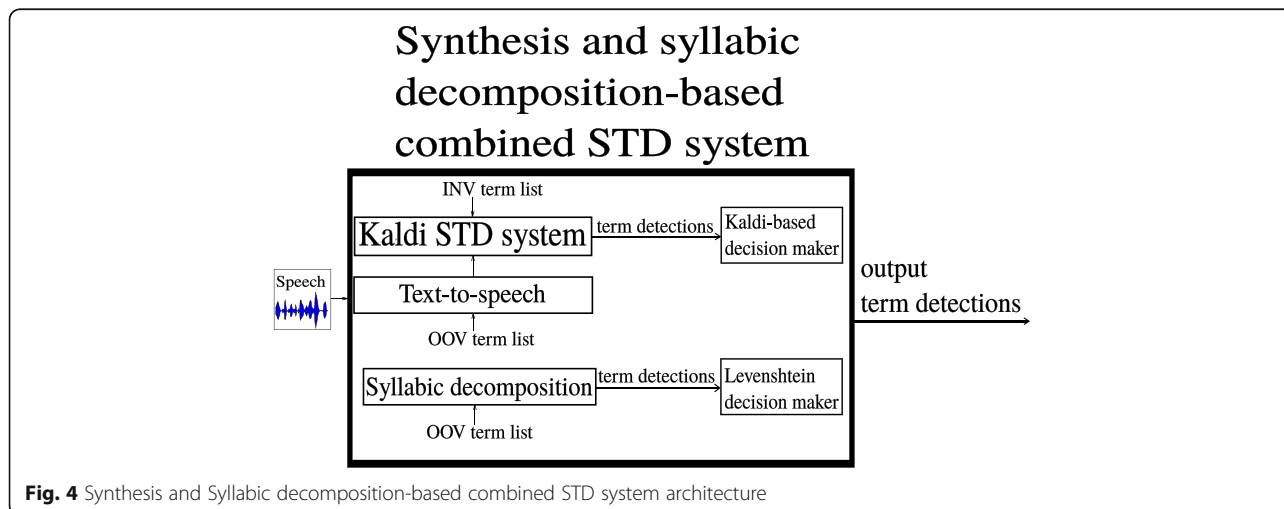 Synthesis and syllabic
decomposition-based
combined STD system
INV term list
Kaldi STD system
term detections
Kaldi-based
decision maker
Speech
Text-to-speech
OOV term list
output
term detections
Syllabic decomposition
term detections
Levenshtein
decision maker
OOV term list
Fig. 4 Synthesis and Syllabic decomposition-based combined STD system architecture